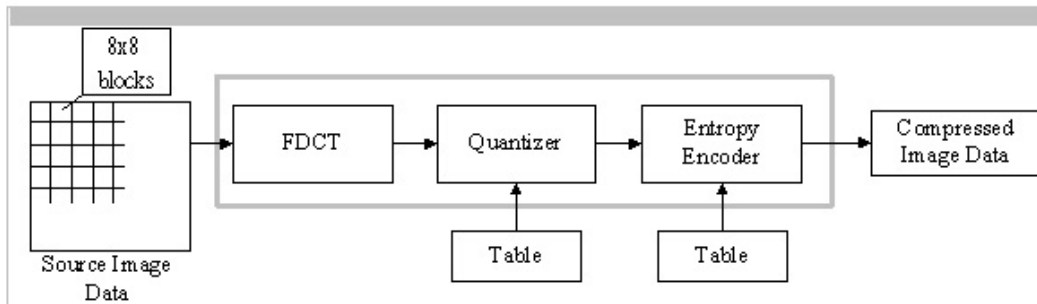 8x8
blocks
FDCT
Quantizer
Entropy
Encoder
Compressed
Image Data
Table
Table
Source Image
Data